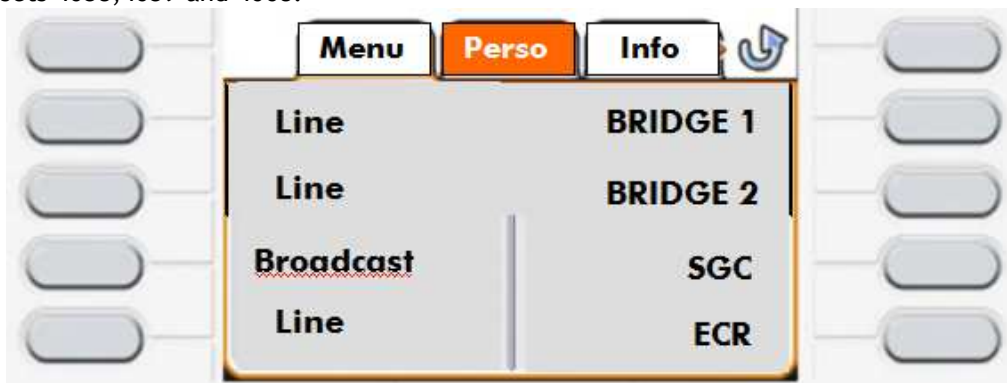 Menu Perso Info
Line BRIDGE 1
Line BRIDGE 2
Broadcast SGC
Line ECR